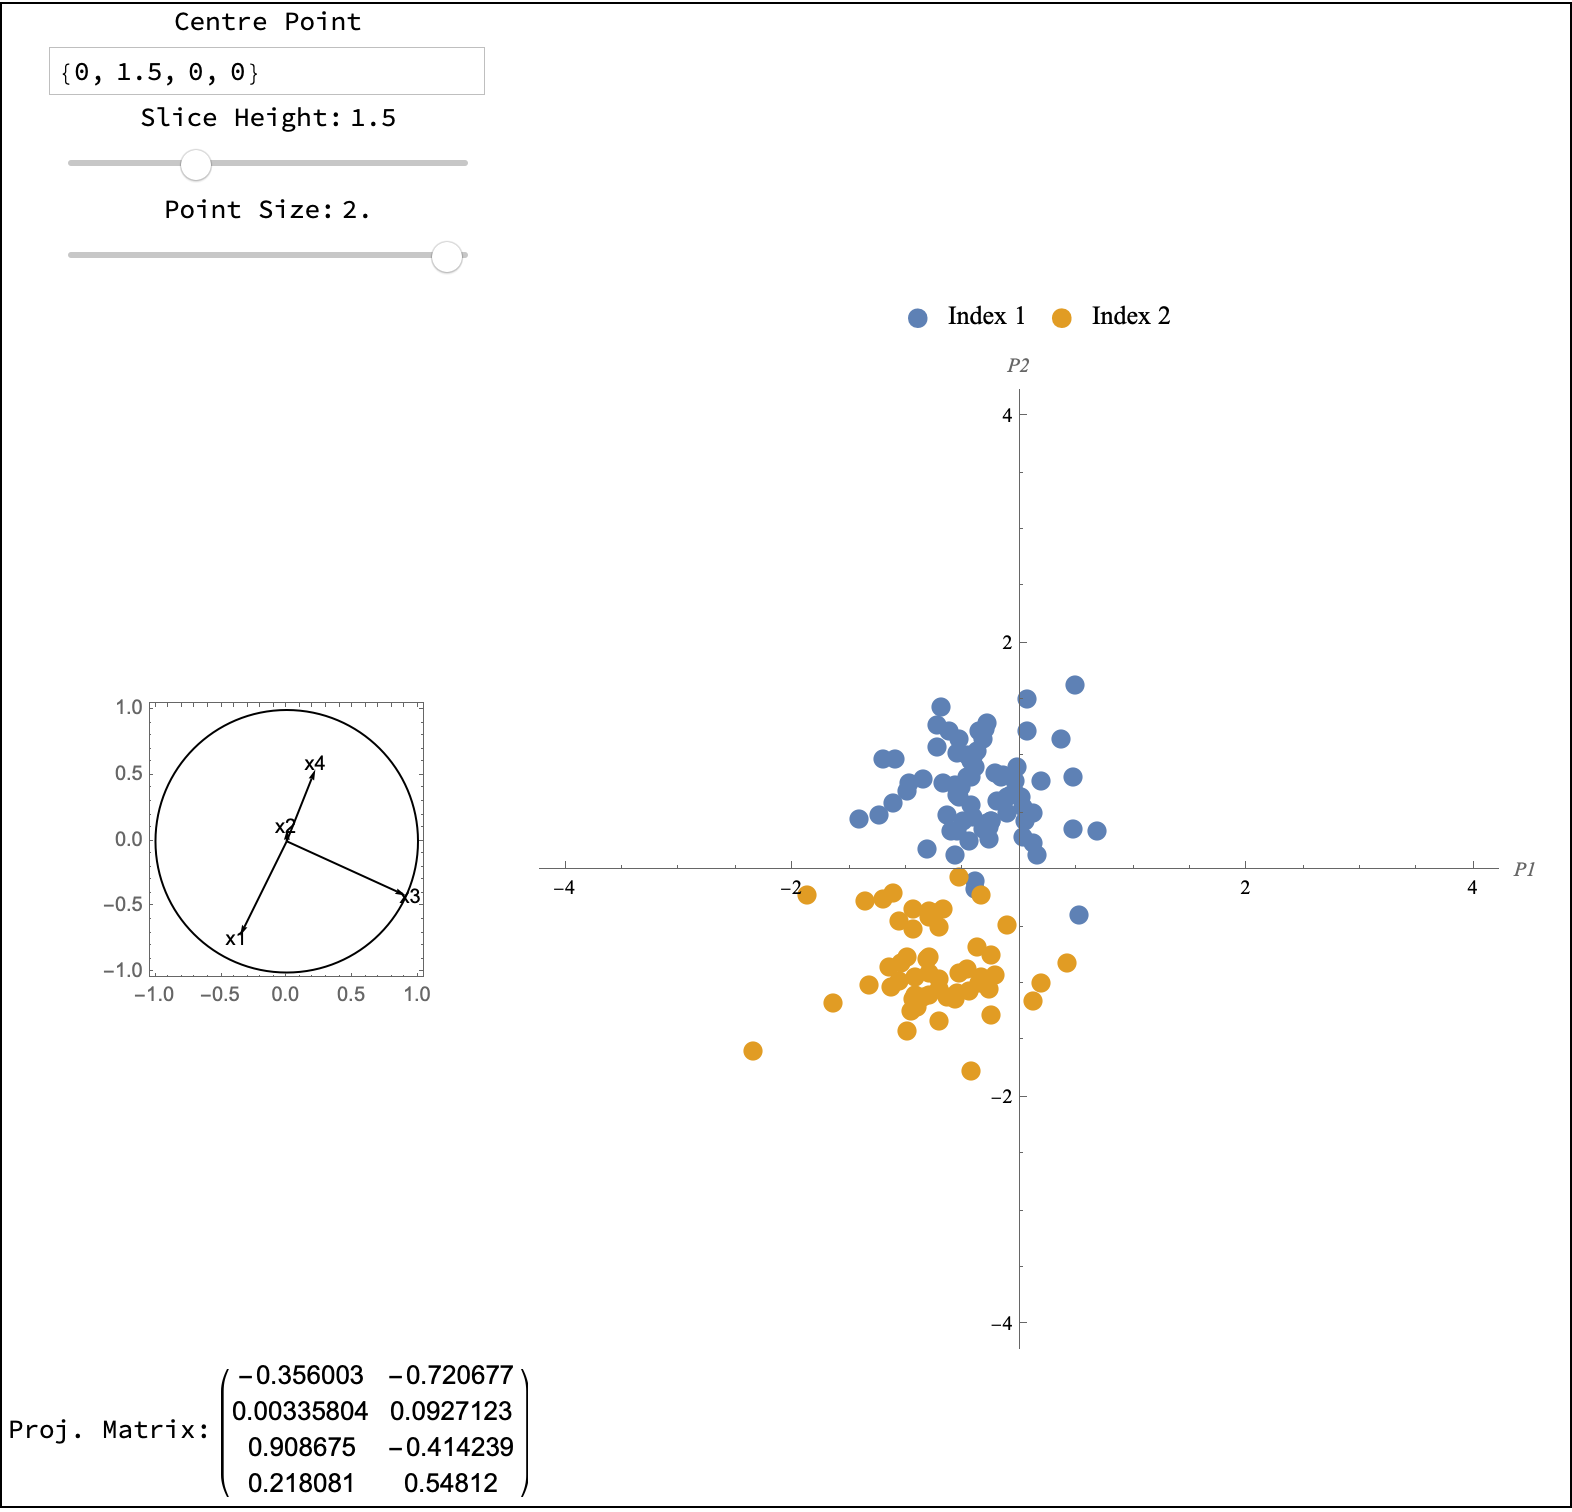 Centre Point
{0, 1.5, 0, 0}
Slice Height: 1.5
Point Size: 2.
Index 1 Index 2
P2
4
2
−4 −2 2 4 P1
−2
−4
1.0
0.5
0.0
−0.5
−1.0
−1.0 −0.5 0.0 0.5 1.0
x4
x2
x3
x1
Proj. Matrix:
−0.356003 −0.720677
0.00335804 0.0927123
0.908675 −0.414239
0.218081 0.54812